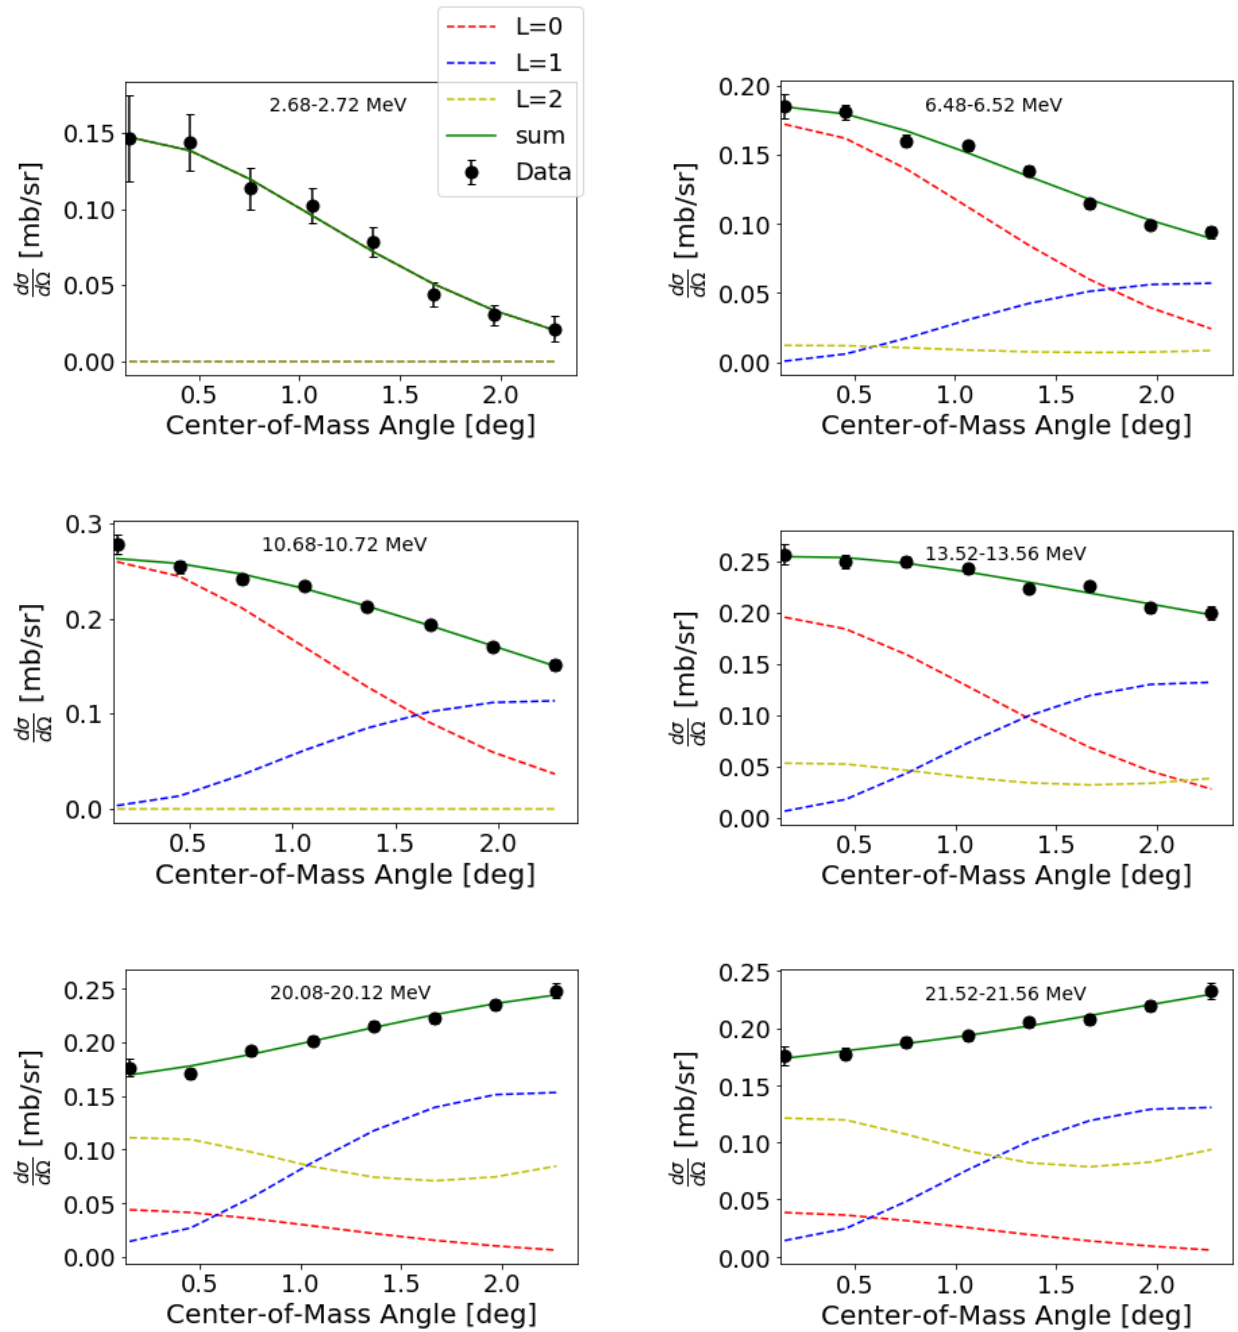 L=0
L=1
L=2
sum
Data
2.68-2.72 MeV
0.15
0.10
0.05
0.00
dσ/dΩ [mb/sr]
0.5 1.0 1.5 2.0
Center-of-Mass Angle [deg]
6.48-6.52 MeV
0.20
0.15
0.10
0.05
0.00
dσ/dΩ [mb/sr]
0.5 1.0 1.5 2.0
Center-of-Mass Angle [deg]
10.68-10.72 MeV
0.3
0.2
0.1
0.0
dσ/dΩ [mb/sr]
0.5 1.0 1.5 2.0
Center-of-Mass Angle [deg]
13.52-13.56 MeV
0.25
0.20
0.15
0.10
0.05
0.00
dσ/dΩ [mb/sr]
0.5 1.0 1.5 2.0
Center-of-Mass Angle [deg]
20.08-20.12 MeV
0.25
0.20
0.15
0.10
0.05
0.00
dσ/dΩ [mb/sr]
0.5 1.0 1.5 2.0
Center-of-Mass Angle [deg]
21.52-21.56 MeV
0.25
0.20
0.15
0.10
0.05
0.00
dσ/dΩ [mb/sr]
0.5 1.0 1.5 2.0
Center-of-Mass Angle [deg]